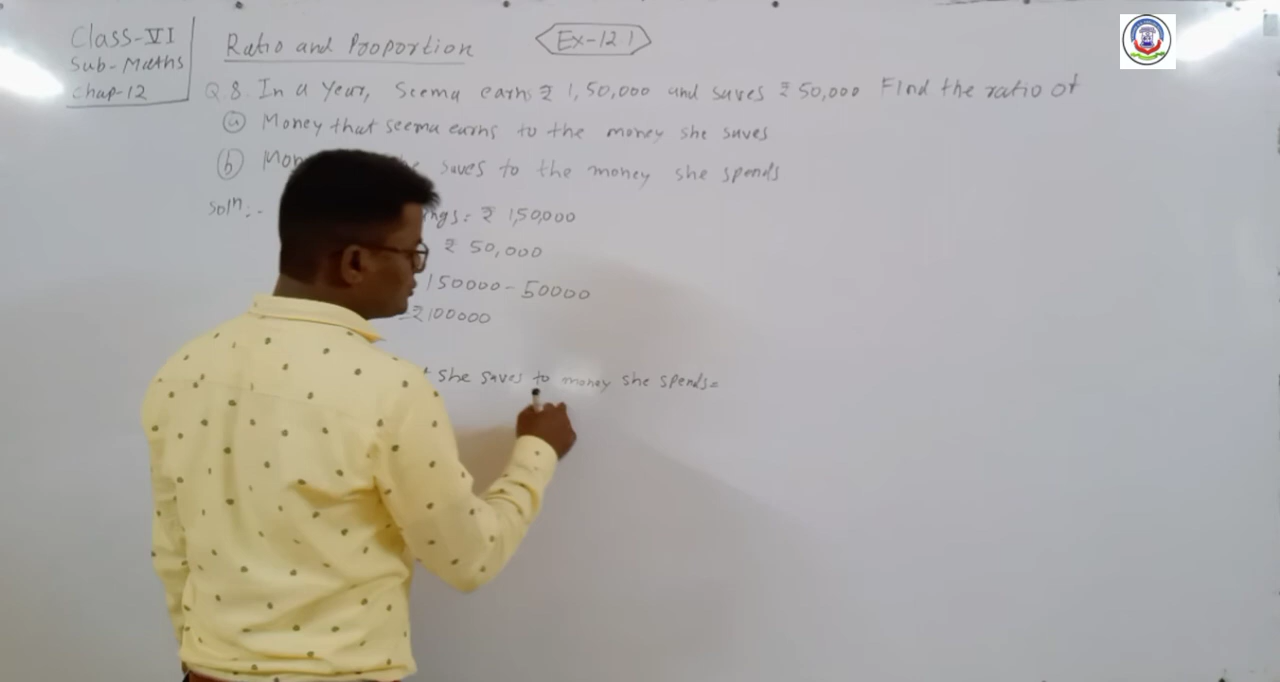 Class-VI
Sub-Maths
Chap-12
Ratio and Proportion
Ex-12.1
Q.8. In a year, Seema earns ₹ 1,50,000 and saves ₹ 50,000 Find the ratio of
(a) Money that seema earns to the money she saves
(b) saves to the money she spends
Soln:-
₹ 1,50,000
₹ 50,000
150000 - 50000
= ₹100000
she saves to money she spends=